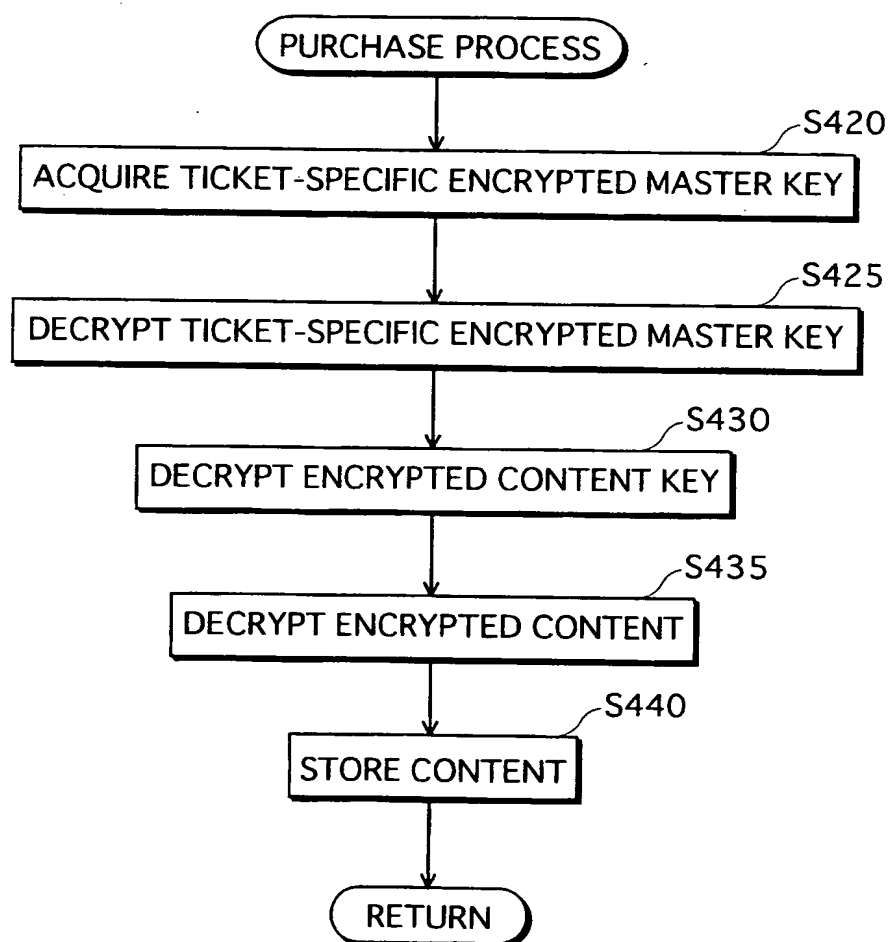 PURCHASE PROCESS
S420
ACQUIRE TICKET-SPECIFIC ENCRYPTED MASTER KEY
S425
DECRYPT TICKET-SPECIFIC ENCRYPTED MASTER KEY
S430
DECRYPT ENCRYPTED CONTENT KEY
S435
DECRYPT ENCRYPTED CONTENT
S440
STORE CONTENT
RETURN